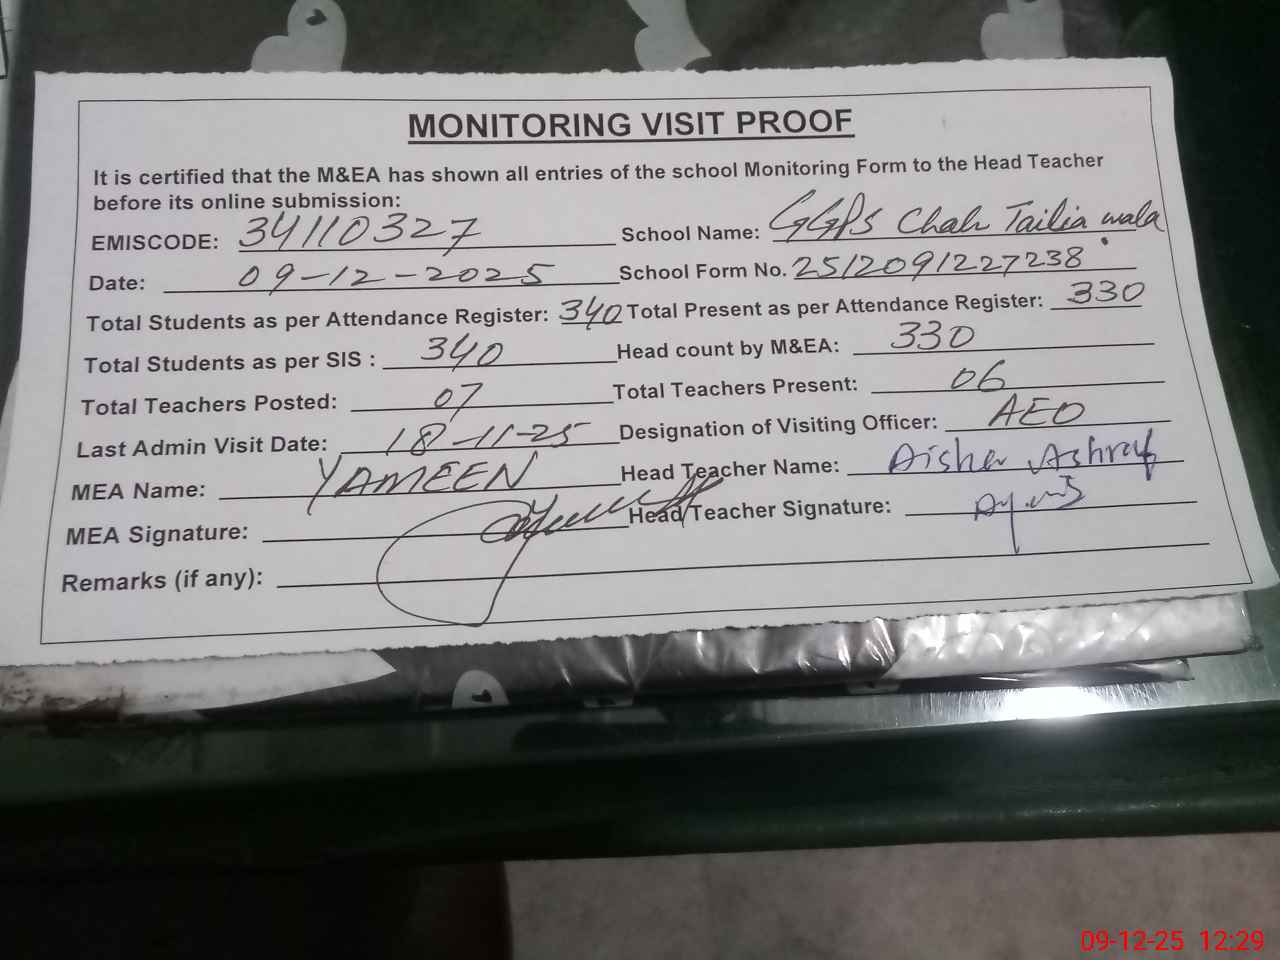 MONITORING VISIT PROOF
It is certified that the M&EA has shown all entries of the school Monitoring Form to the Head Teacher
before its online submission:
EMISCODE: 34110327 School Name: GGPS Chah Tailia wala
Date: 09-12-2025 School Form No. 2512091227238
Total Students as per Attendance Register: 340 Total Present as per Attendance Register: 330
Total Students as per SIS : 340 Head count by M&EA: 330
Total Teachers Posted: 07 Total Teachers Present: 06
Last Admin Visit Date: 18-11-25 Designation of Visiting Officer: AEO
MEA Name: YAMEEN Head Teacher Name: Aisha Ashraf
MEA Signature: Head Teacher Signature:
Remarks (if any):
09-12-25 12:29